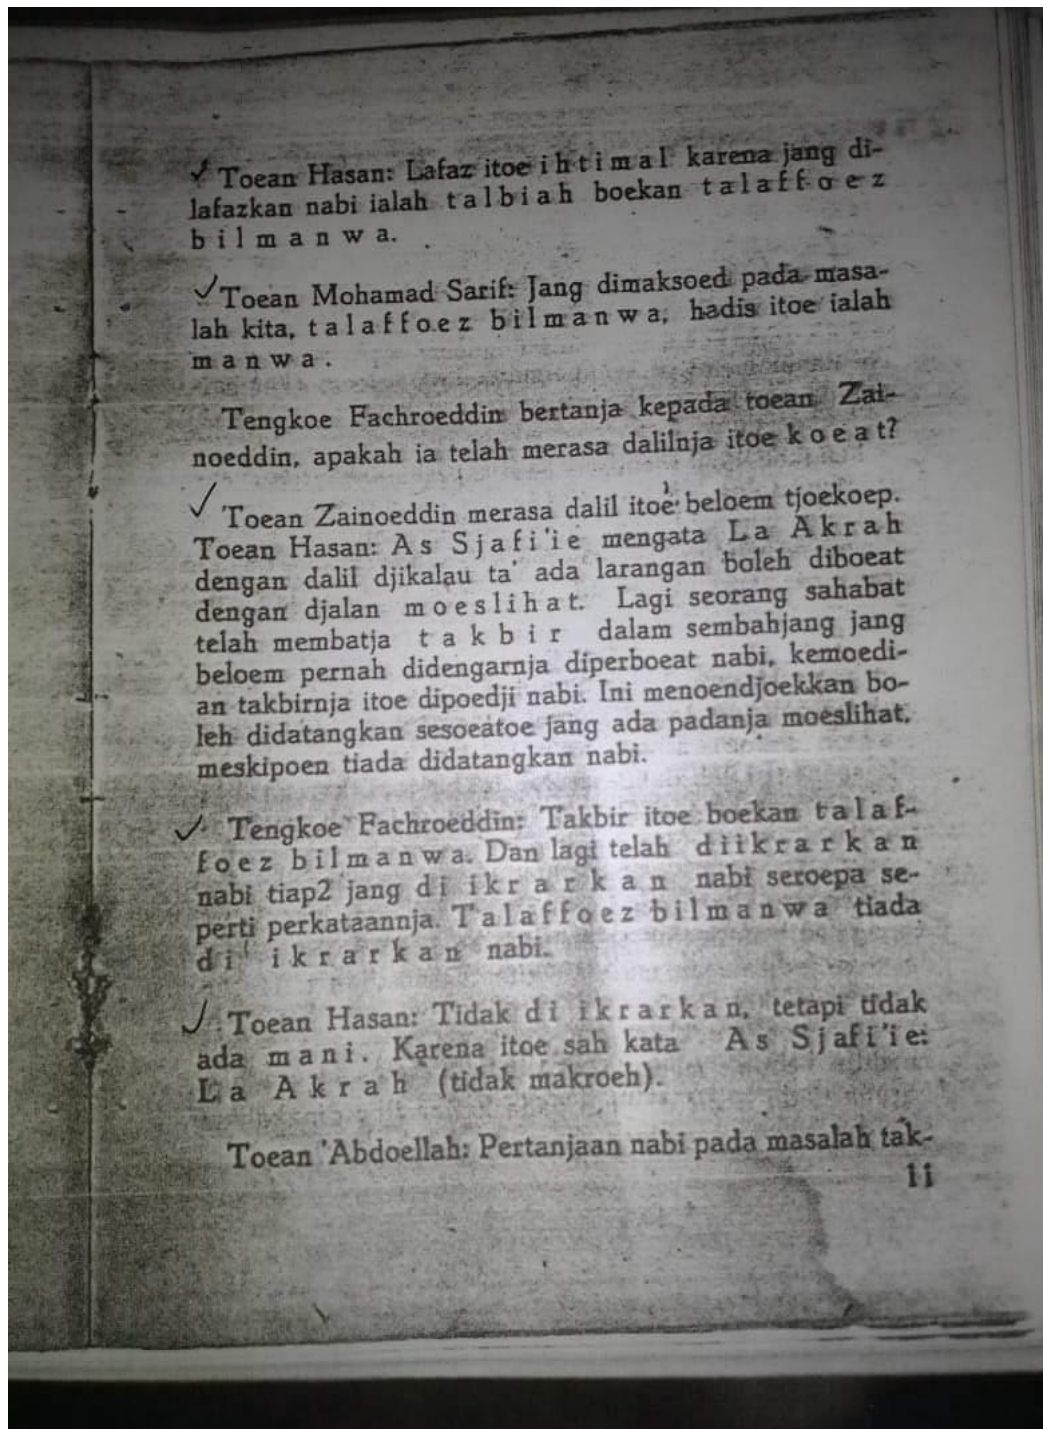 Toean Hasan: Lafaz itoe i h t i m a l karena jang di-
lafazkan nabi ialah t a l b i a h boekan t a l a f f o e z
b i l m a n w a.
Toean Mohamad Sarif: Jang dimaksoed pada masa-
lah kita, t a l a f f o e z b i l m a n w a, hadis itoe ialah
m a n w a .
Tengkoe Fachroeddin bertanja kepada toean Zai-
noeddin, apakah ia telah merasa dalilnja itoe k o e a t?
Toean Zainoeddin merasa dalil itoe beloem tjoekoep.
Toean Hasan: A s S j a f i 'i e mengata L a A k r a h
dengan dalil djikalau ta' ada larangan boleh diboeat
dengan djalan m o e s l i h a t. Lagi seorang sahabat
telah membatja t a k b i r dalam sembahjang jang
beloem pernah didengarnja diperboeat nabi, kemoedi-
an takbirnja itoe dipoedji nabi. Ini menoendjoekkan bo-
leh didatangkan sesoeatoe jang ada padanja moeslihat,
meskipoen tiada didatangkan nabi.
Tengkoe Fachroeddin: Takbir itoe boekan t a l a f-
f o e z b i l m a n w a. Dan lagi telah d i i k r a r k a n
nabi tiap2 jang d i i k r a r k a n nabi seroepa se-
perti perkataannja. T a l a f f o e z b i l m a n w a tiada
d i i k r a r k a n nabi.
Toean Hasan: Tidak d i i k r a r k a n, tetapi tidak
ada m a n i . Karena itoe sah kata A s S j a f i 'i e:
L a A k r a h (tidak makroeh).
Toean 'Abdoellah: Pertanjaan nabi pada masalah tak-
11